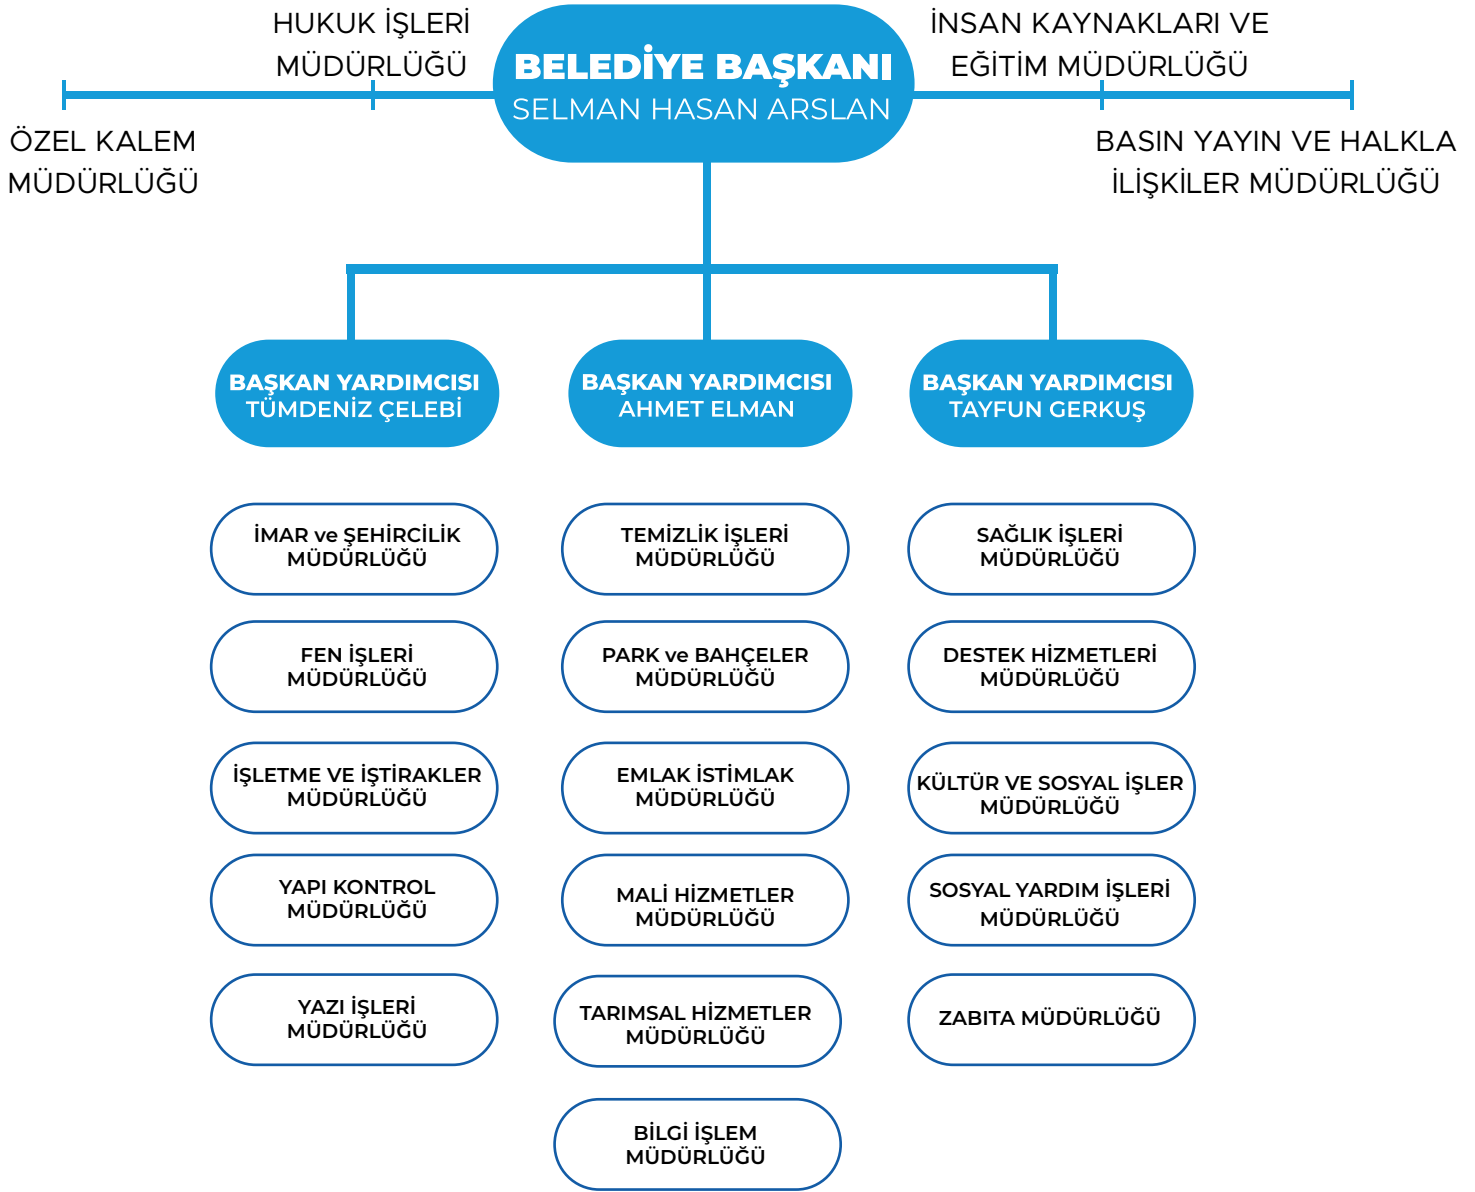 HUKUK İŞLERİ
MÜDÜRLÜĞÜ
ÖZEL KALEM
MÜDÜRLÜĞÜ
BELEDİYE BAŞKANI
SELMAN HASAN ARSLAN
İNSAN KAYNAKLARI VE
EĞİTİM MÜDÜRLÜĞÜ
BASIN YAYIN VE HALKLA
İLİŞKİLER MÜDÜRLÜĞÜ
BAŞKAN YARDIMCISI
TÜMDENİZ ÇELEBİ
İMAR ve ŞEHİRCİLİK
MÜDÜRLÜĞÜ
FEN İŞLERİ
MÜDÜRLÜĞÜ
İŞLETME VE İŞTİRAKLER
MÜDÜRLÜĞÜ
YAPI KONTROL
MÜDÜRLÜĞÜ
YAZI İŞLERİ
MÜDÜRLÜĞÜ
BAŞKAN YARDIMCISI
AHMET ELMAN
TEMİZLİK İŞLERİ
MÜDÜRLÜĞÜ
PARK ve BAHÇELER
MÜDÜRLÜĞÜ
EMLAK İSTİMLAK
MÜDÜRLÜĞÜ
MALİ HİZMETLER
MÜDÜRLÜĞÜ
TARIMSAL HİZMETLER
MÜDÜRLÜĞÜ
BİLGİ İŞLEM
MÜDÜRLÜĞÜ
BAŞKAN YARDIMCISI
TAYFUN GERKUŞ
SAĞLIK İŞLERİ
MÜDÜRLÜĞÜ
DESTEK HİZMETLERİ
MÜDÜRLÜĞÜ
KÜLTÜR VE SOSYAL İŞLER
MÜDÜRLÜĞÜ
SOSYAL YARDIM İŞLERİ
MÜDÜRLÜĞÜ
ZABITA MÜDÜRLÜĞÜ